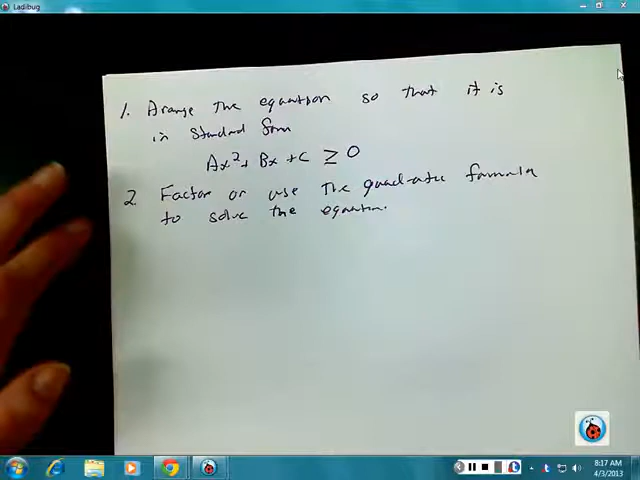 Ladibug
1. Arange the equation so that it is
in Standard form
Ax²+ Bx + C ≥ 0
2. Factor or use the quadratic formula
to solve the equation.
8:17 AM
4/3/2013